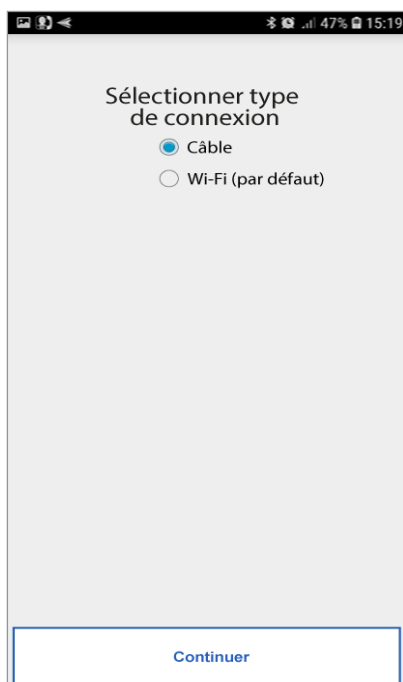 47% 15:19
Sélectionner type
de connexion
Câble
Wi-Fi (par défaut)
Continuer